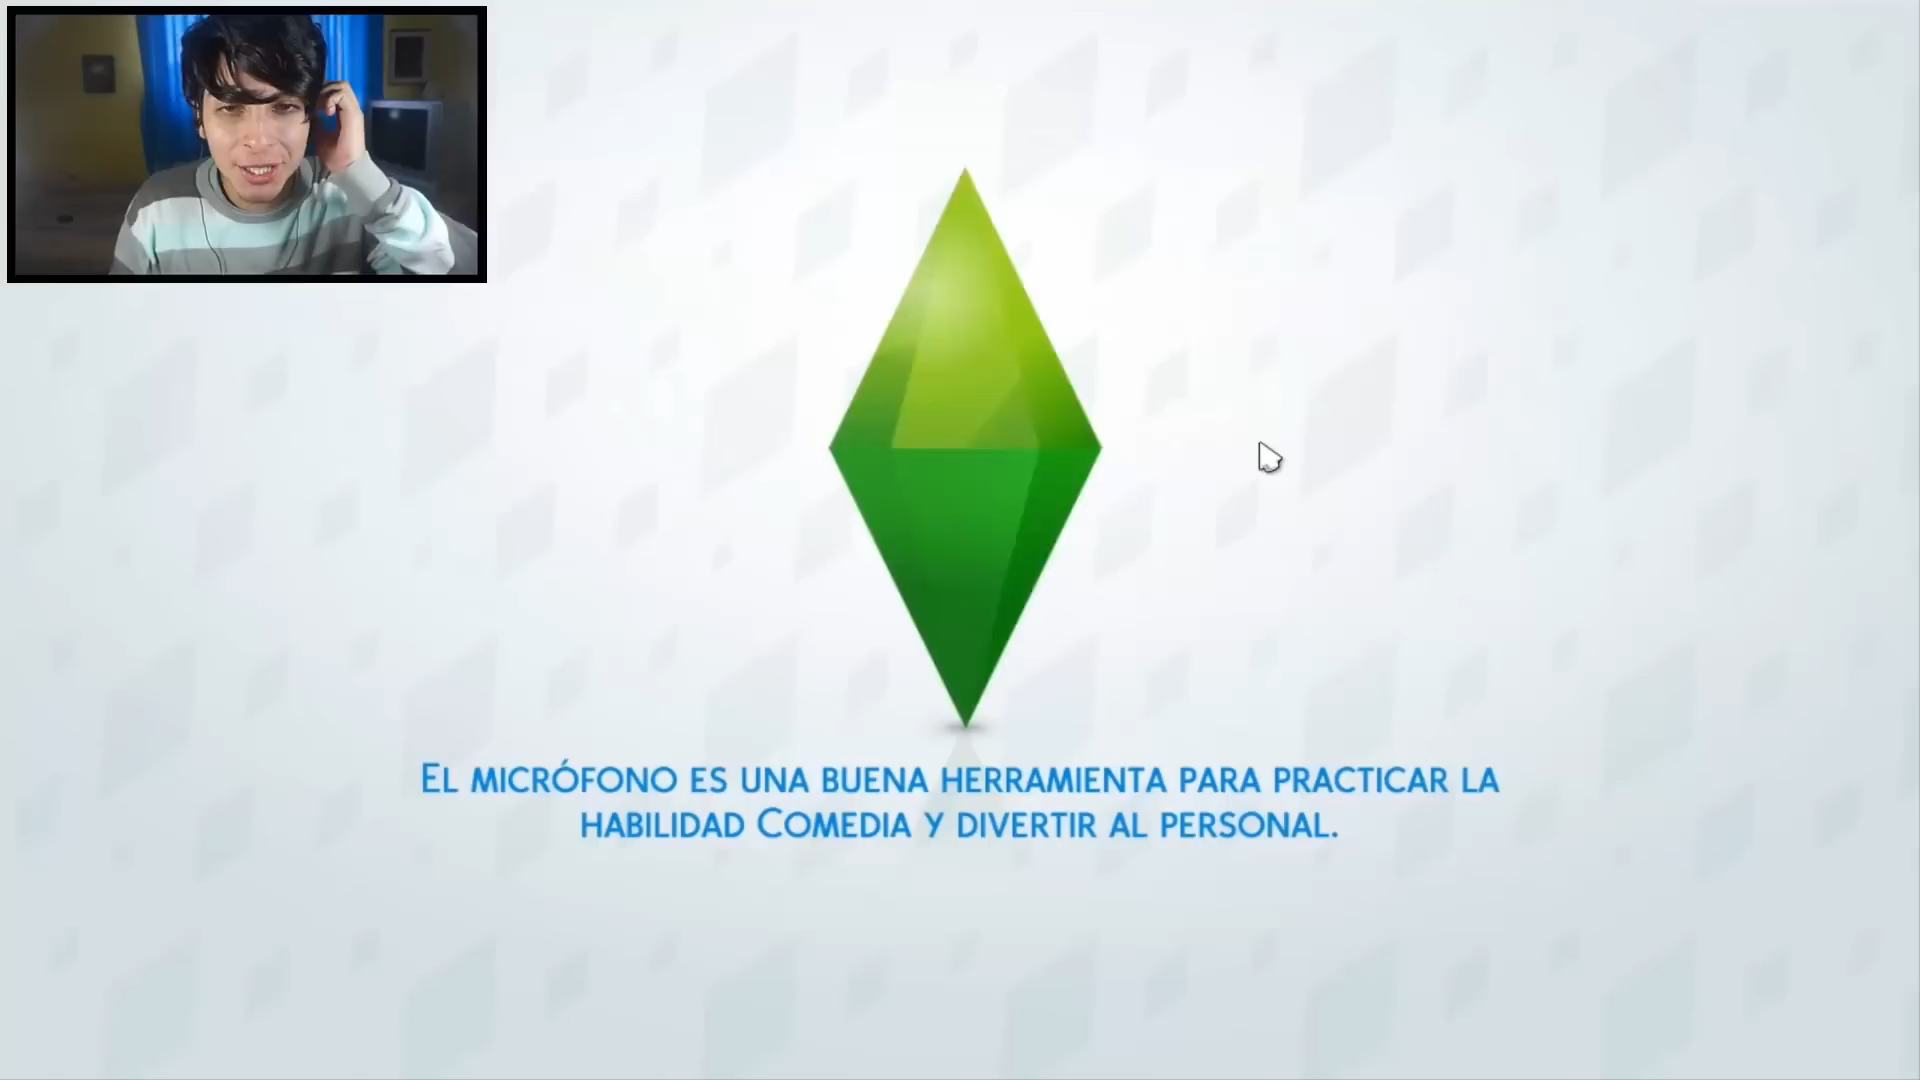 El micrófono es una buena herramienta para practicar la
habilidad Comedia y divertir al personal.